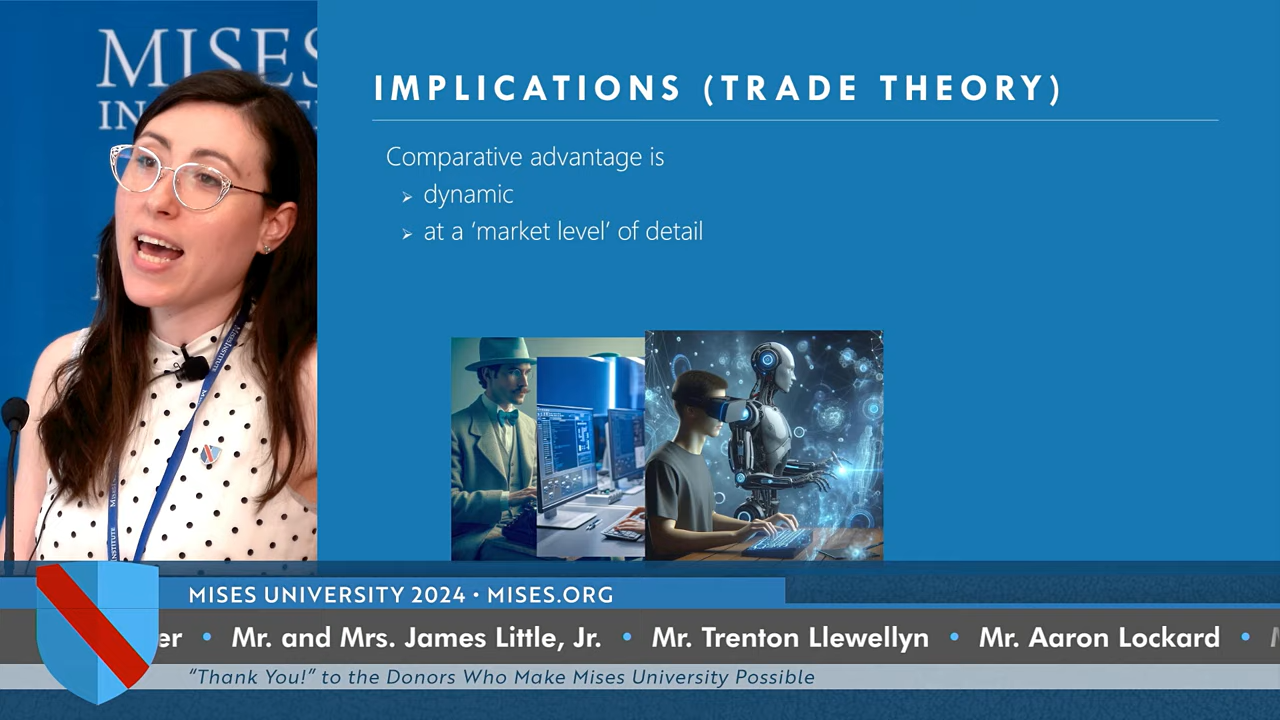 MISES
IN
IMPLICATIONS (TRADE THEORY)
Comparative advantage is
➢ dynamic
➢ at a ‘market level’ of detail
MISES UNIVERSITY 2024 • MISES.ORG
er • Mr. and Mrs. James Little, Jr. • Mr. Trenton Llewellyn • Mr. Aaron Lockard •
“Thank You!” to the Donors Who Make Mises University Possible